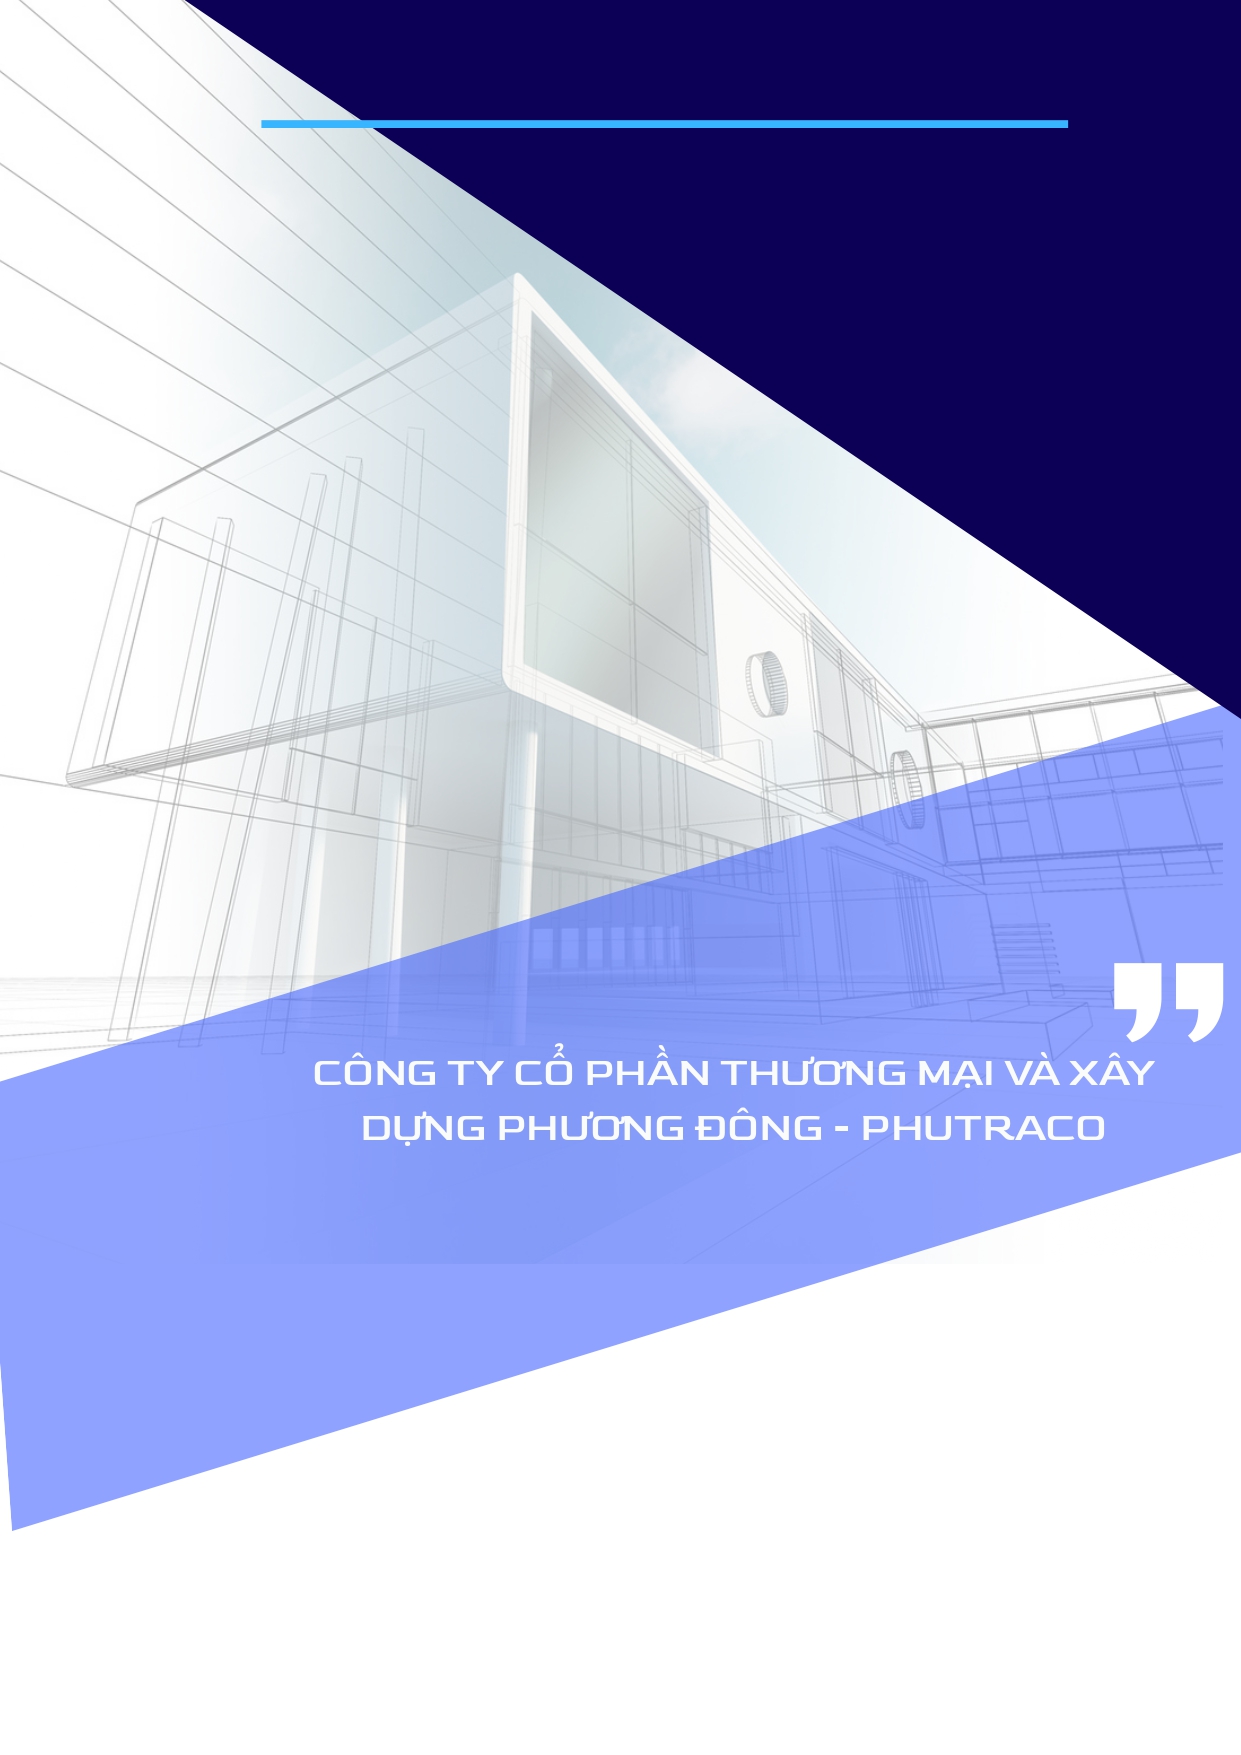 ”
CÔNG TY CỔ PHẦN THƯƠNG MẠI VÀ XÂY
DỰNG PHƯƠNG ĐÔNG - PHUTRACO